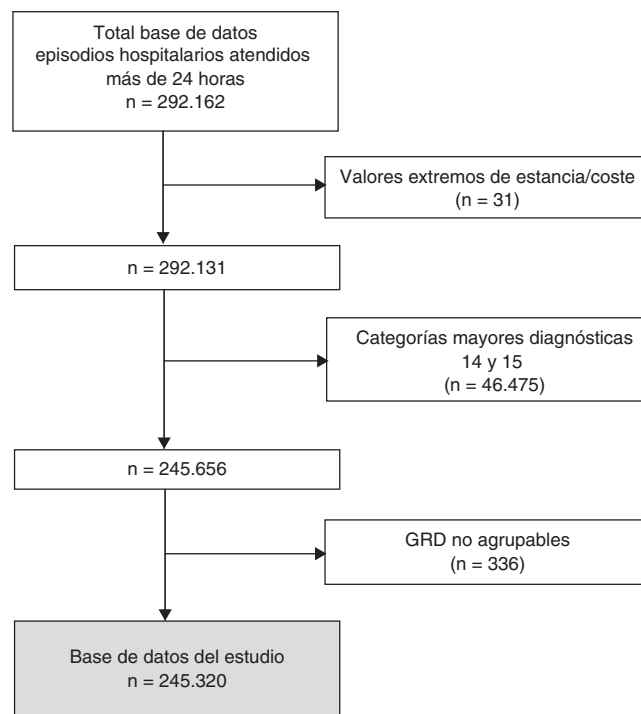 Total base de datos
episodios hospitalarios atendidos
más de 24 horas
n = 292.162
Valores extremos de estancia/coste
(n = 31)
n = 292.131
Categorías mayores diagnósticas
14 y 15
(n = 46.475)
n = 245.656
GRD no agrupables
(n = 336)
Base de datos del estudio
n = 245.320